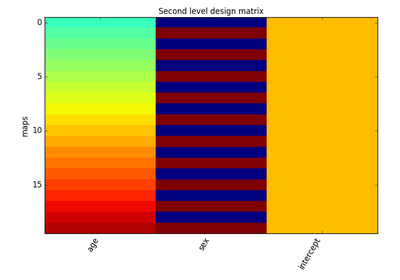 Second level design matrix
0
5
10
15
maps
age
sex
intercept